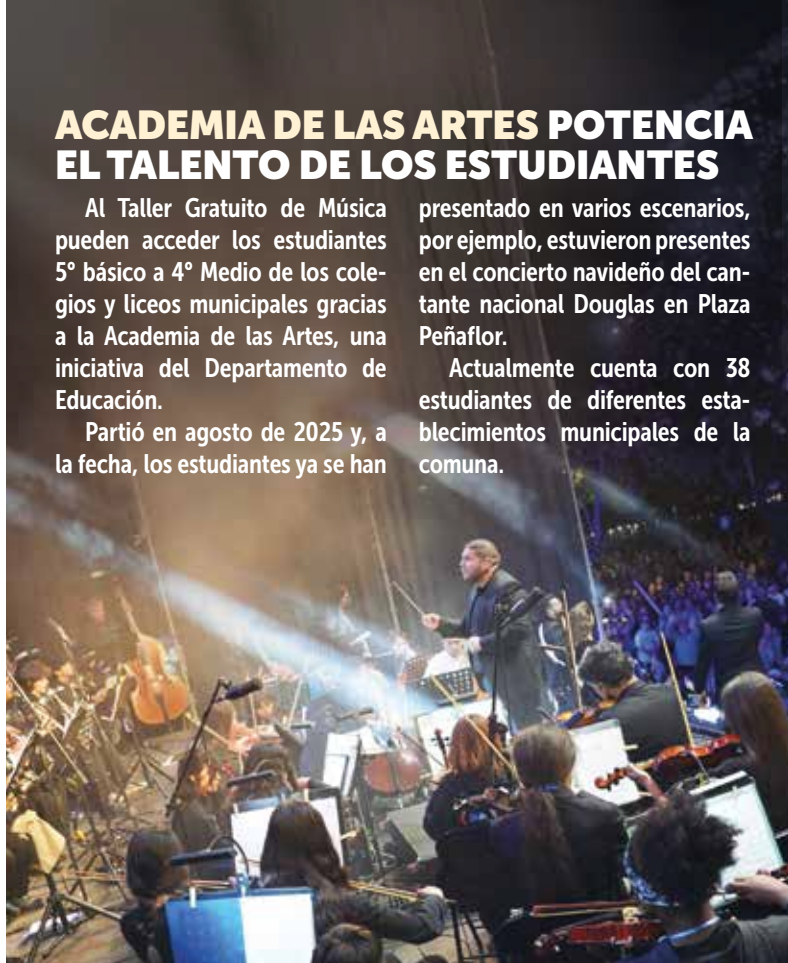 ACADEMIA DE LAS ARTES POTENCIA
EL TALENTO DE LOS ESTUDIANTES
Al Taller Gratuito de Música
pueden acceder los estudiantes
5° básico a 4° Medio de los cole-
gios y liceos municipales gracias
a la Academia de las Artes, una
iniciativa del Departamento de
Educación.
Partió en agosto de 2025 y, a
la fecha, los estudiantes ya se han
presentado en varios escenarios,
por ejemplo, estuvieron presentes
en el concierto navideño del can-
tante nacional Douglas en Plaza
Peñaflor.
Actualmente cuenta con 38
estudiantes de diferentes esta-
blecimientos municipales de la
comuna.